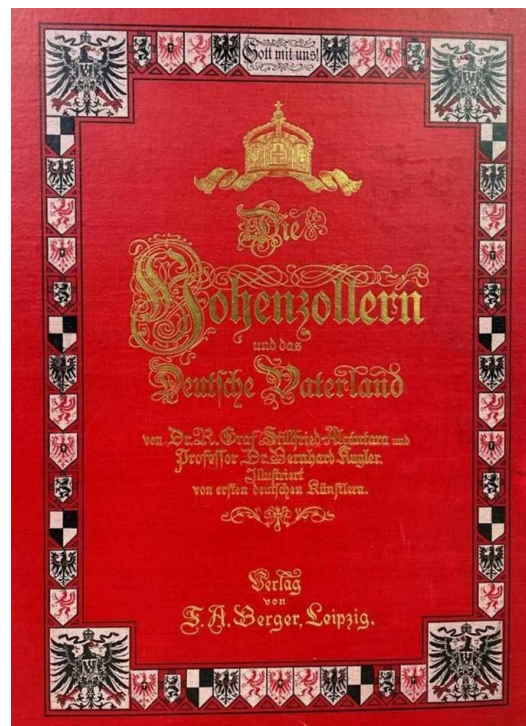 Gott mit uns!
Die
Hohenzollern
und das
Deutsche Vaterland
von Dr. R. Graf Stillfried-Alcántara und
Professor Dr. Bernhard Kugler.
Illustriert
von ersten deutschen Künstlern.
Verlag
von
F. A. Berger, Leipzig.